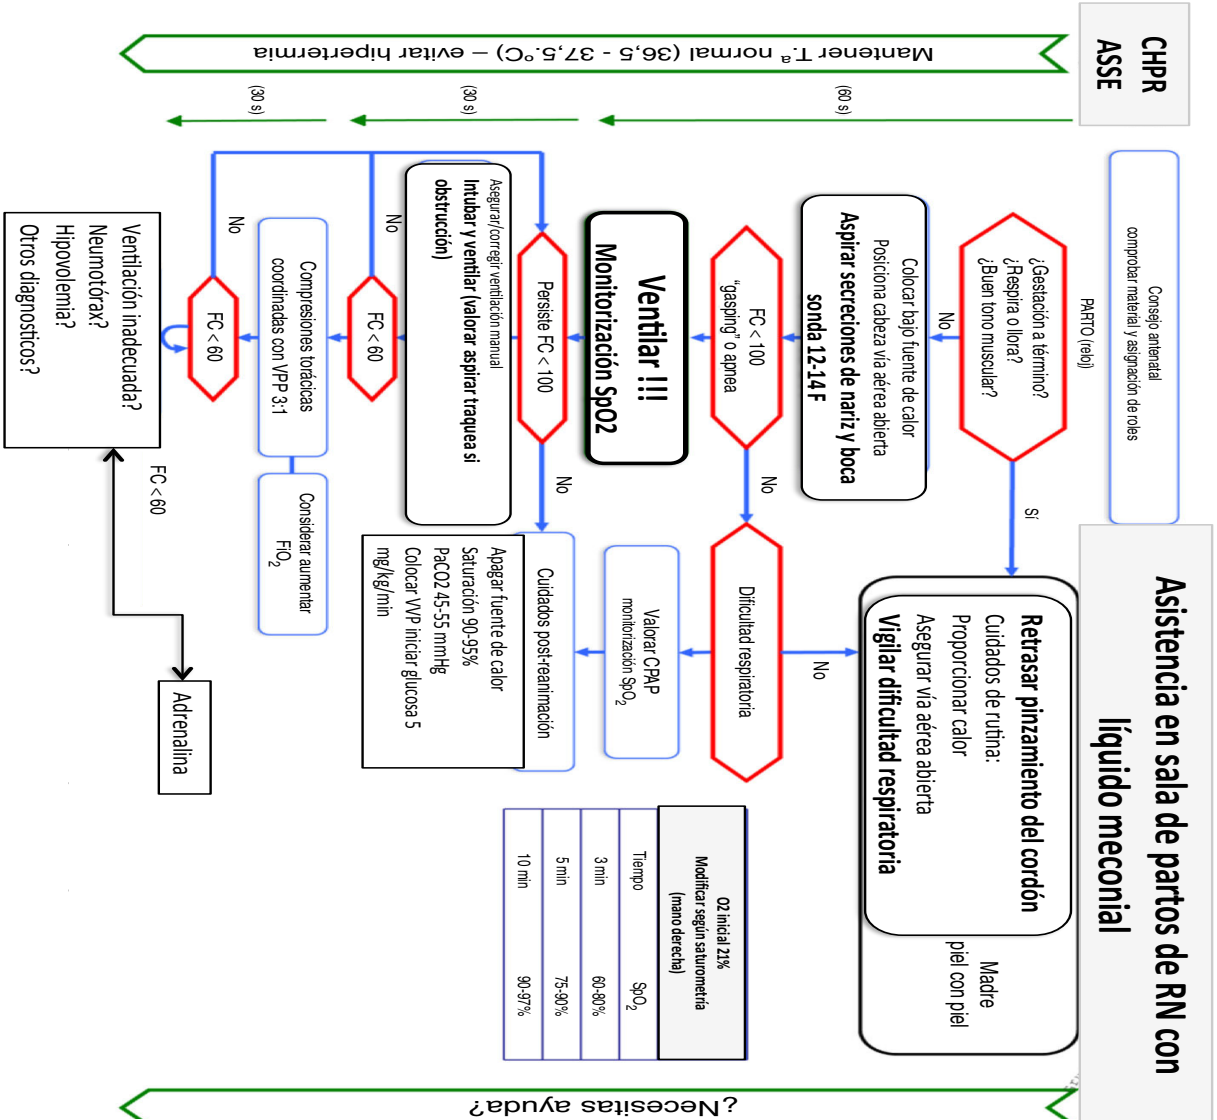 CHPR
ASSE
Asistencia en sala de partos de RN con
líquido meconial
Consejo antenatal
comprobar material y asignación de roles
PARTO (reloj)
¿Gestación a término?
¿Respira o llora?
¿Buen tono muscular?
SÍ
No
Retrasar pinzamiento del cordón
Cuidados de rutina:
Proporcionar calor
Asegurar vía aérea abierta
Vigilar dificultad respiratoria
Madre
piel con piel
Colocar bajo fuente de calor
Posiciona cabeza vía aérea abierta
Aspirar secreciones de nariz y boca
sonda 12-14 F
FC < 100
"gasping" o apnea
No
Dificultad respiratoria
No
Ventilar !!!
Monitorización SpO2
Valorar CPAP
monitorización SpO2
Persiste FC < 100
No
Cuidados post-reanimación
Apagar fuente de calor
Saturación 90-95%
PaCO2 45-55 mmHg
Colocar VVP iniciar glucosa 5
mg/kg/min
Asegurar/corregir ventilación manual
Intubar y ventilar (valorar aspirar traquea si
obstrucción)
No
FC < 60
Compresiones torácicas
coordinadas con VPP 3:1
Considerar aumentar
FiO2
No
FC < 60
Ventilación inadecuada?
Neumotórax?
Hipovolemia?
Otros diagnosticos?
FC < 60
Adrenalina
O2 inicial 21%
Modificar según saturometría
(mano derecha)
Tiempo SpO2
3 min 60-80%
5 min 75-90%
10 min 90-97%
Mantener T.ª normal (36,5 - 37,5.ºC) – evitar hipertermia
(60 s)
(30 s)
(30 s)
¿Necesitas ayuda?